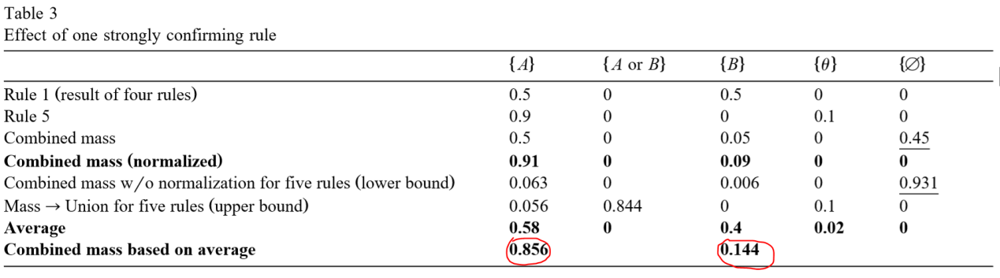 Table 3
Effect of one strongly confirming rule
{A} {A or B} {B} {θ} {∅}
Rule 1 (result of four rules) 0.5 0 0.5 0 0
Rule 5 0.9 0 0 0.1 0
Combined mass 0.5 0 0.05 0 0.45
Combined mass (normalized) 0.91 0 0.09 0 0
Combined mass w/o normalization for five rules (lower bound) 0.063 0 0.006 0 0.931
Mass → Union for five rules (upper bound) 0.056 0.844 0 0.1 0
Average 0.58 0 0.4 0.02 0
Combined mass based on average 0.856 0.144